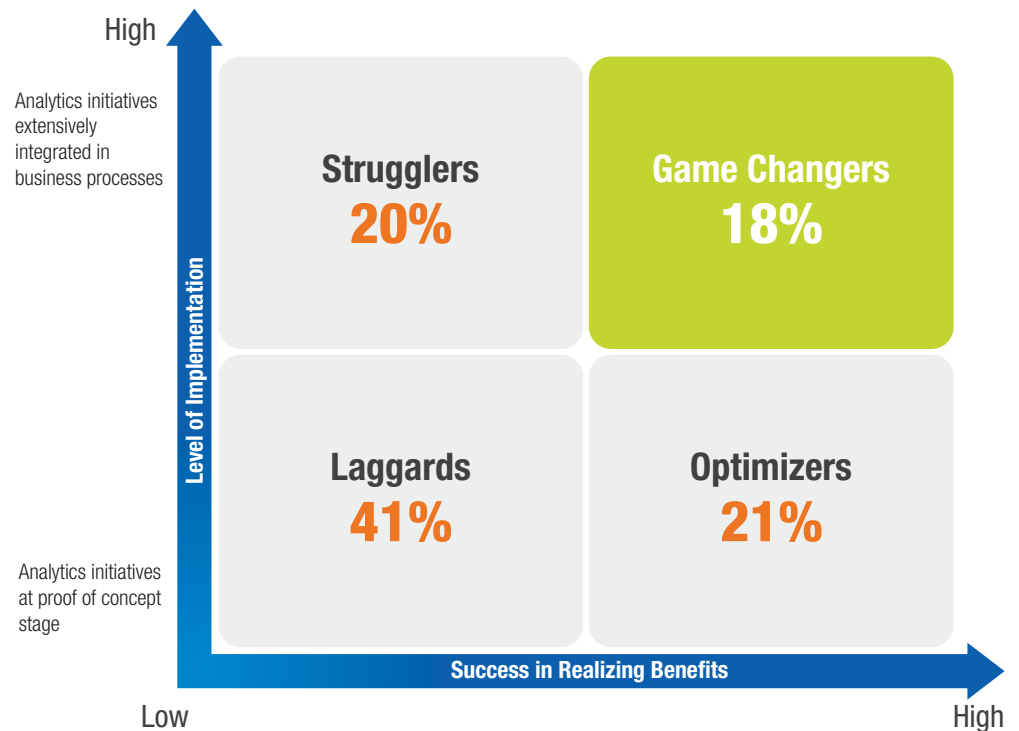 High
Analytics initiatives
extensively
integrated in
business processes
Strugglers
20%
Game Changers
18%
Level of Implementation
Laggards
41%
Optimizers
21%
Analytics initiatives
at proof of concept
stage
Success in Realizing Benefits
Low
High